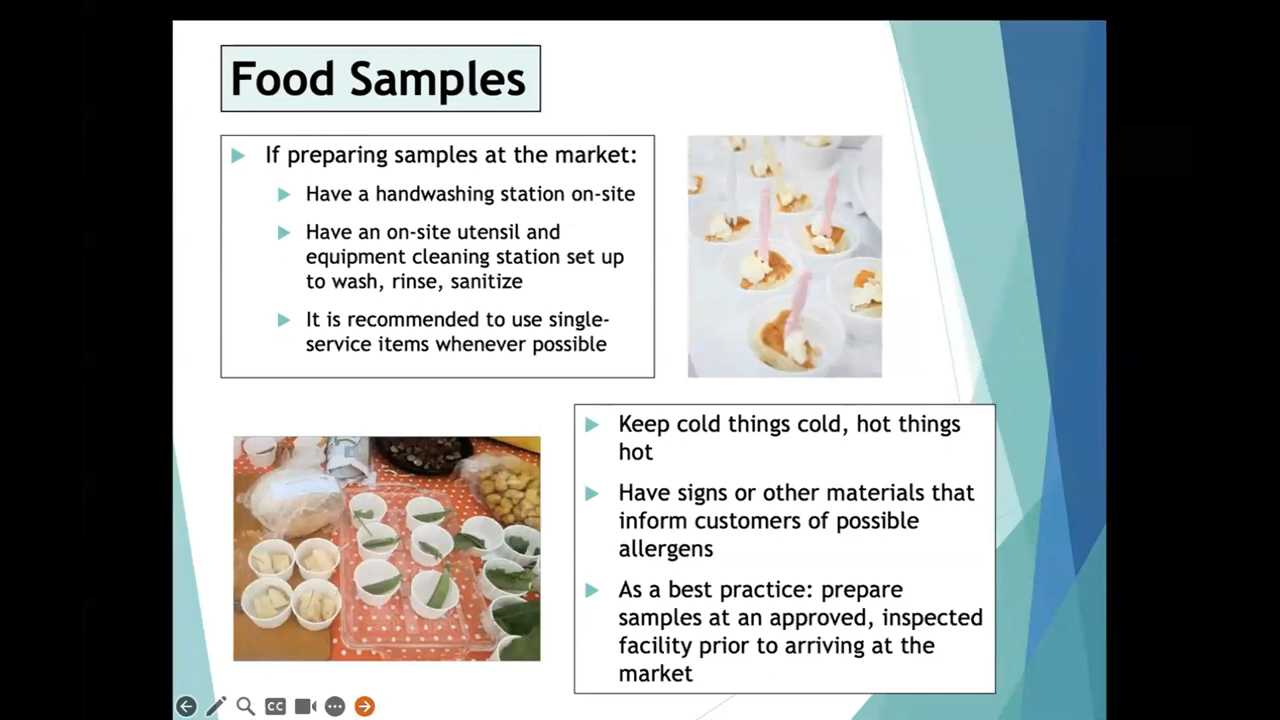 Food Samples
If preparing samples at the market:
Have a handwashing station on-site
Have an on-site utensil and
equipment cleaning station set up
to wash, rinse, sanitize
It is recommended to use single-
service items whenever possible
Keep cold things cold, hot things
hot
Have signs or other materials that
inform customers of possible
allergens
As a best practice: prepare
samples at an approved, inspected
facility prior to arriving at the
market
CC